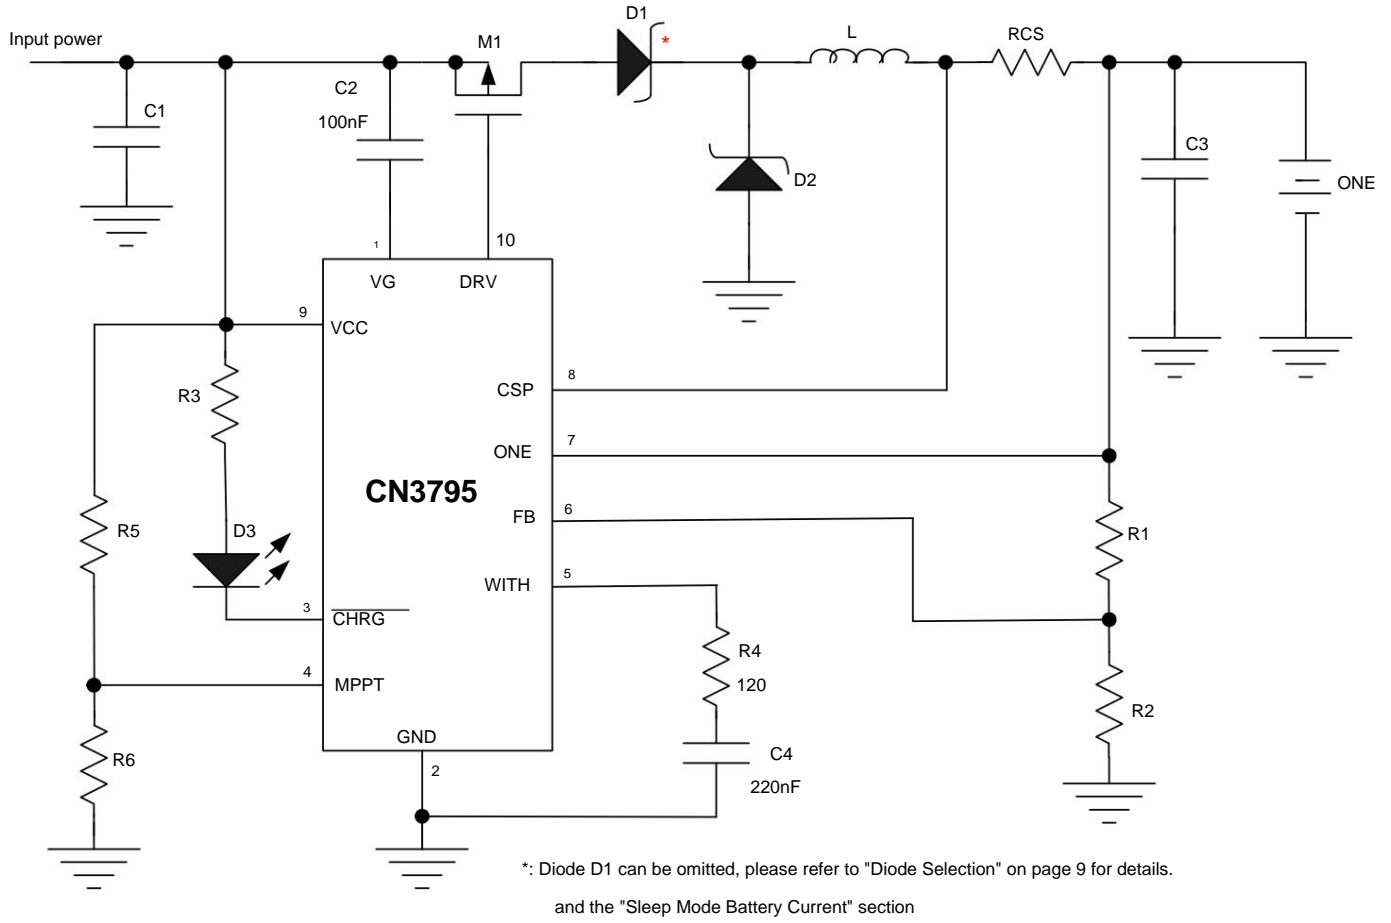 D1
Input power
M1
*
L
RCS
C2
100nF
C1
C3
D2
ONE
1
10
VG
DRV
9
VCC
8
CSP
R3
7
ONE
CN3795
6
FB
R5
D3
R1
5
WITH
3
CHRG
R4
120
4
MPPT
R2
GND
2
R6
C4
220nF
*: Diode D1 can be omitted, please refer to "Diode Selection" on page 9 for details.
and the "Sleep Mode Battery Current" section